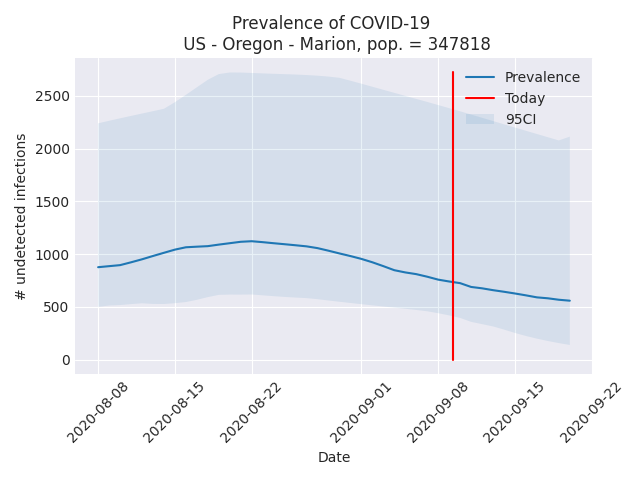 Prevalence of COVID-19
US - Oregon - Marion, pop. = 347818
Prevalence
Today
95CI
2500
2000
1500
1000
500
0
# undetected infections
2020-08-08
2020-08-15
2020-08-22
2020-09-01
2020-09-08
2020-09-15
2020-09-22
Date